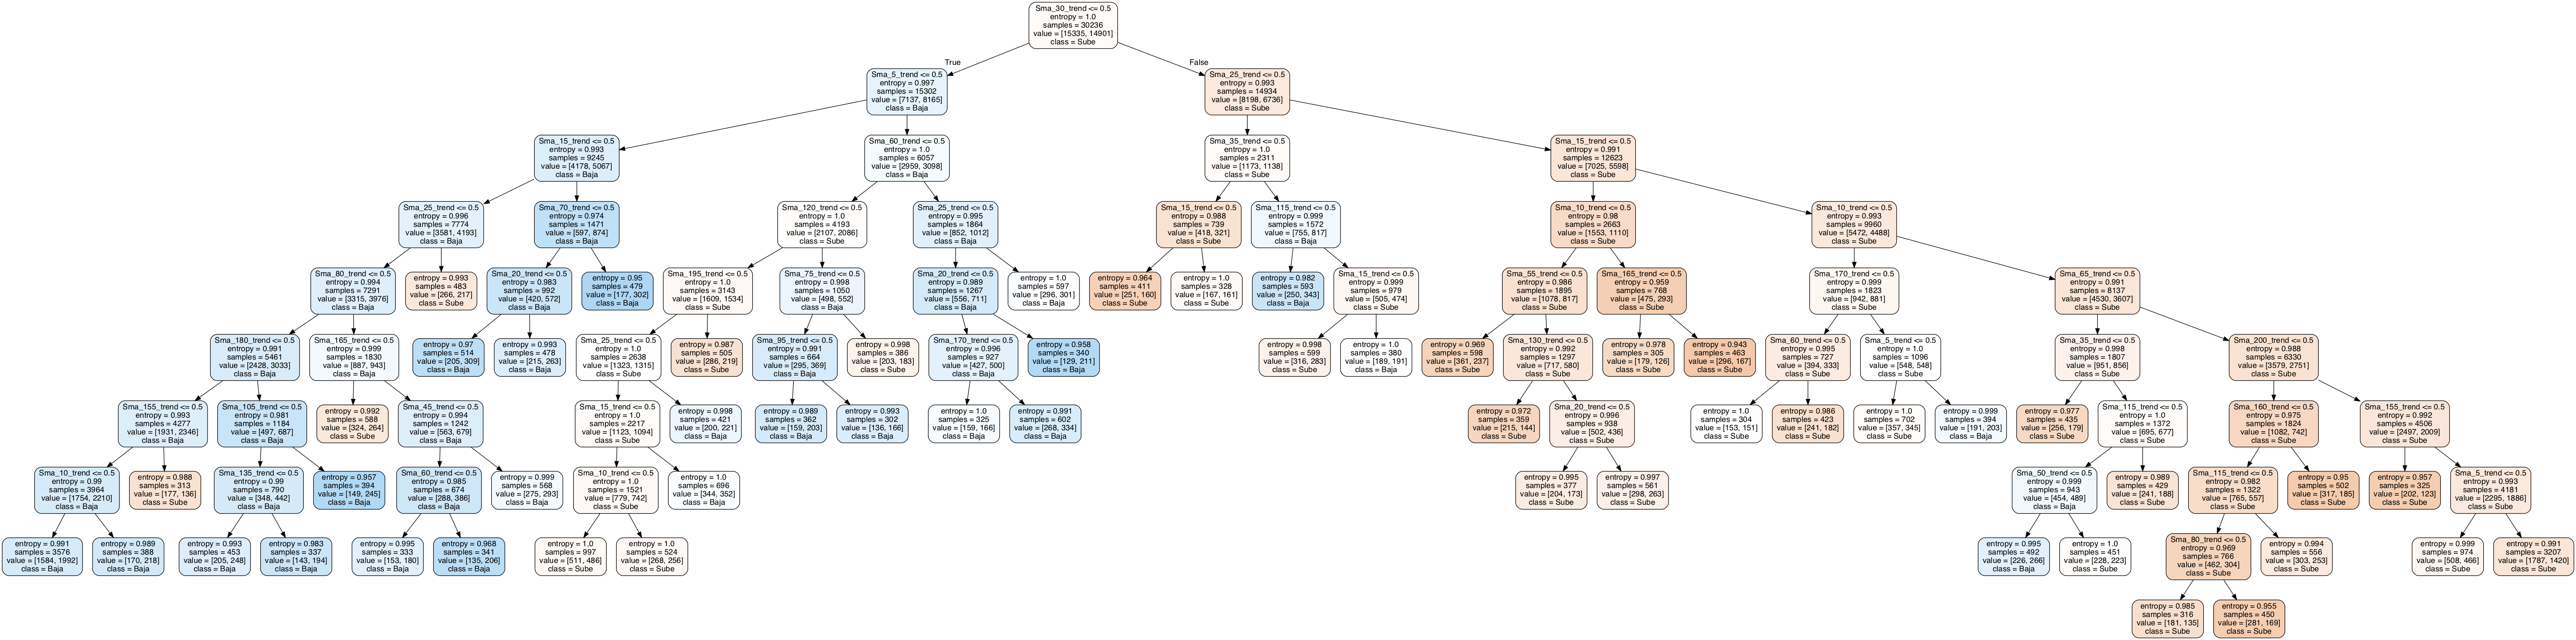 Sma_30_trend <= 0.5
entropy = 1.0
samples = 30236
value = [15335, 14901]
class = Sube
True
False
Sma_5_trend <= 0.5
entropy = 0.997
samples = 15302
value = [7137, 8165]
class = Baja
Sma_25_trend <= 0.5
entropy = 0.993
samples = 14934
value = [8198, 6736]
class = Sube
Sma_15_trend <= 0.5
entropy = 0.993
samples = 9245
value = [4178, 5067]
class = Baja
Sma_60_trend <= 0.5
entropy = 1.0
samples = 6057
value = [2959, 3098]
class = Baja
Sma_35_trend <= 0.5
entropy = 1.0
samples = 2311
value = [1173, 1138]
class = Sube
Sma_15_trend <= 0.5
entropy = 0.991
samples = 12623
value = [7025, 5598]
class = Sube
Sma_25_trend <= 0.5
entropy = 0.996
samples = 7774
value = [3581, 4193]
class = Baja
Sma_70_trend <= 0.5
entropy = 0.974
samples = 1471
value = [597, 874]
class = Baja
Sma_120_trend <= 0.5
entropy = 1.0
samples = 4193
value = [2107, 2086]
class = Sube
Sma_25_trend <= 0.5
entropy = 0.995
samples = 1864
value = [852, 1012]
class = Baja
Sma_15_trend <= 0.5
entropy = 0.988
samples = 739
value = [418, 321]
class = Sube
Sma_115_trend <= 0.5
entropy = 0.999
samples = 1572
value = [755, 817]
class = Baja
Sma_10_trend <= 0.5
entropy = 0.98
samples = 2663
value = [1553, 1110]
class = Sube
Sma_10_trend <= 0.5
entropy = 0.993
samples = 9960
value = [5472, 4488]
class = Sube
Sma_80_trend <= 0.5
entropy = 0.994
samples = 7291
value = [3315, 3976]
class = Baja
entropy = 0.993
samples = 483
value = [266, 217]
class = Sube
Sma_20_trend <= 0.5
entropy = 0.983
samples = 992
value = [420, 572]
class = Baja
entropy = 0.95
samples = 479
value = [177, 302]
class = Baja
Sma_195_trend <= 0.5
entropy = 1.0
samples = 3143
value = [1609, 1534]
class = Sube
Sma_75_trend <= 0.5
entropy = 0.998
samples = 1050
value = [498, 552]
class = Baja
Sma_20_trend <= 0.5
entropy = 0.989
samples = 1267
value = [556, 711]
class = Baja
entropy = 1.0
samples = 597
value = [296, 301]
class = Baja
entropy = 0.964
samples = 411
value = [251, 160]
class = Sube
entropy = 1.0
samples = 328
value = [167, 161]
class = Sube
entropy = 0.982
samples = 593
value = [250, 343]
class = Baja
Sma_15_trend <= 0.5
entropy = 0.999
samples = 979
value = [505, 474]
class = Sube
Sma_55_trend <= 0.5
entropy = 0.986
samples = 1895
value = [1078, 817]
class = Sube
Sma_165_trend <= 0.5
entropy = 0.959
samples = 768
value = [475, 293]
class = Sube
Sma_170_trend <= 0.5
entropy = 0.999
samples = 1823
value = [942, 881]
class = Sube
Sma_65_trend <= 0.5
entropy = 0.991
samples = 8137
value = [4530, 3607]
class = Sube
Sma_180_trend <= 0.5
entropy = 0.991
samples = 5461
value = [2428, 3033]
class = Baja
Sma_165_trend <= 0.5
entropy = 0.999
samples = 1830
value = [887, 943]
class = Baja
entropy = 0.97
samples = 514
value = [205, 309]
class = Baja
entropy = 0.993
samples = 478
value = [215, 263]
class = Baja
Sma_25_trend <= 0.5
entropy = 1.0
samples = 2638
value = [1323, 1315]
class = Sube
entropy = 0.987
samples = 505
value = [286, 219]
class = Sube
Sma_95_trend <= 0.5
entropy = 0.991
samples = 664
value = [295, 369]
class = Baja
entropy = 0.998
samples = 386
value = [203, 183]
class = Sube
Sma_170_trend <= 0.5
entropy = 0.996
samples = 927
value = [427, 500]
class = Baja
entropy = 0.958
samples = 340
value = [129, 211]
class = Baja
entropy = 0.998
samples = 599
value = [316, 283]
class = Sube
entropy = 1.0
samples = 380
value = [189, 191]
class = Baja
entropy = 0.969
samples = 598
value = [361, 237]
class = Sube
Sma_130_trend <= 0.5
entropy = 0.992
samples = 1297
value = [717, 580]
class = Sube
entropy = 0.978
samples = 305
value = [179, 126]
class = Sube
entropy = 0.943
samples = 463
value = [296, 167]
class = Sube
Sma_60_trend <= 0.5
entropy = 0.995
samples = 727
value = [394, 333]
class = Sube
Sma_5_trend <= 0.5
entropy = 1.0
samples = 1096
value = [548, 548]
class = Sube
Sma_35_trend <= 0.5
entropy = 0.998
samples = 1807
value = [951, 856]
class = Sube
Sma_200_trend <= 0.5
entropy = 0.988
samples = 6330
value = [3579, 2751]
class = Sube
Sma_155_trend <= 0.5
entropy = 0.993
samples = 4277
value = [1931, 2346]
class = Baja
Sma_105_trend <= 0.5
entropy = 0.981
samples = 1184
value = [497, 687]
class = Baja
entropy = 0.992
samples = 588
value = [324, 264]
class = Sube
Sma_45_trend <= 0.5
entropy = 0.994
samples = 1242
value = [563, 679]
class = Baja
Sma_15_trend <= 0.5
entropy = 1.0
samples = 2217
value = [1123, 1094]
class = Sube
entropy = 0.998
samples = 421
value = [200, 221]
class = Baja
entropy = 0.989
samples = 362
value = [159, 203]
class = Baja
entropy = 0.993
samples = 302
value = [136, 166]
class = Baja
entropy = 1.0
samples = 325
value = [159, 166]
class = Baja
entropy = 0.991
samples = 602
value = [268, 334]
class = Baja
entropy = 0.972
samples = 359
value = [215, 144]
class = Sube
Sma_20_trend <= 0.5
entropy = 0.996
samples = 938
value = [502, 436]
class = Sube
entropy = 1.0
samples = 304
value = [153, 151]
class = Sube
entropy = 0.986
samples = 423
value = [241, 182]
class = Sube
entropy = 1.0
samples = 702
value = [357, 345]
class = Sube
entropy = 0.999
samples = 394
value = [191, 203]
class = Baja
entropy = 0.977
samples = 435
value = [256, 179]
class = Sube
Sma_115_trend <= 0.5
entropy = 1.0
samples = 1372
value = [695, 677]
class = Sube
Sma_160_trend <= 0.5
entropy = 0.975
samples = 1824
value = [1082, 742]
class = Sube
Sma_155_trend <= 0.5
entropy = 0.992
samples = 4506
value = [2497, 2009]
class = Sube
Sma_10_trend <= 0.5
entropy = 0.99
samples = 3964
value = [1754, 2210]
class = Baja
entropy = 0.988
samples = 313
value = [177, 136]
class = Sube
Sma_135_trend <= 0.5
entropy = 0.99
samples = 790
value = [348, 442]
class = Baja
entropy = 0.957
samples = 394
value = [149, 245]
class = Baja
Sma_60_trend <= 0.5
entropy = 0.985
samples = 674
value = [288, 386]
class = Baja
entropy = 0.999
samples = 568
value = [275, 293]
class = Baja
Sma_10_trend <= 0.5
entropy = 1.0
samples = 1521
value = [779, 742]
class = Sube
entropy = 1.0
samples = 696
value = [344, 352]
class = Baja
entropy = 0.995
samples = 377
value = [204, 173]
class = Sube
entropy = 0.997
samples = 561
value = [298, 263]
class = Sube
Sma_50_trend <= 0.5
entropy = 0.999
samples = 943
value = [454, 489]
class = Baja
entropy = 0.989
samples = 429
value = [241, 188]
class = Sube
Sma_115_trend <= 0.5
entropy = 0.982
samples = 1322
value = [765, 557]
class = Sube
entropy = 0.95
samples = 502
value = [317, 185]
class = Sube
entropy = 0.957
samples = 325
value = [202, 123]
class = Sube
Sma_5_trend <= 0.5
entropy = 0.993
samples = 4181
value = [2295, 1886]
class = Sube
entropy = 0.991
samples = 3576
value = [1584, 1992]
class = Baja
entropy = 0.989
samples = 388
value = [170, 218]
class = Baja
entropy = 0.993
samples = 453
value = [205, 248]
class = Baja
entropy = 0.983
samples = 337
value = [143, 194]
class = Baja
entropy = 0.995
samples = 333
value = [153, 180]
class = Baja
entropy = 0.968
samples = 341
value = [135, 206]
class = Baja
entropy = 1.0
samples = 997
value = [511, 486]
class = Sube
entropy = 1.0
samples = 524
value = [268, 256]
class = Sube
entropy = 0.995
samples = 492
value = [226, 266]
class = Baja
entropy = 1.0
samples = 451
value = [228, 223]
class = Sube
Sma_80_trend <= 0.5
entropy = 0.969
samples = 766
value = [462, 304]
class = Sube
entropy = 0.994
samples = 556
value = [303, 253]
class = Sube
entropy = 0.999
samples = 974
value = [508, 466]
class = Sube
entropy = 0.991
samples = 3207
value = [1787, 1420]
class = Sube
entropy = 0.985
samples = 316
value = [181, 135]
class = Sube
entropy = 0.955
samples = 450
value = [281, 169]
class = Sube